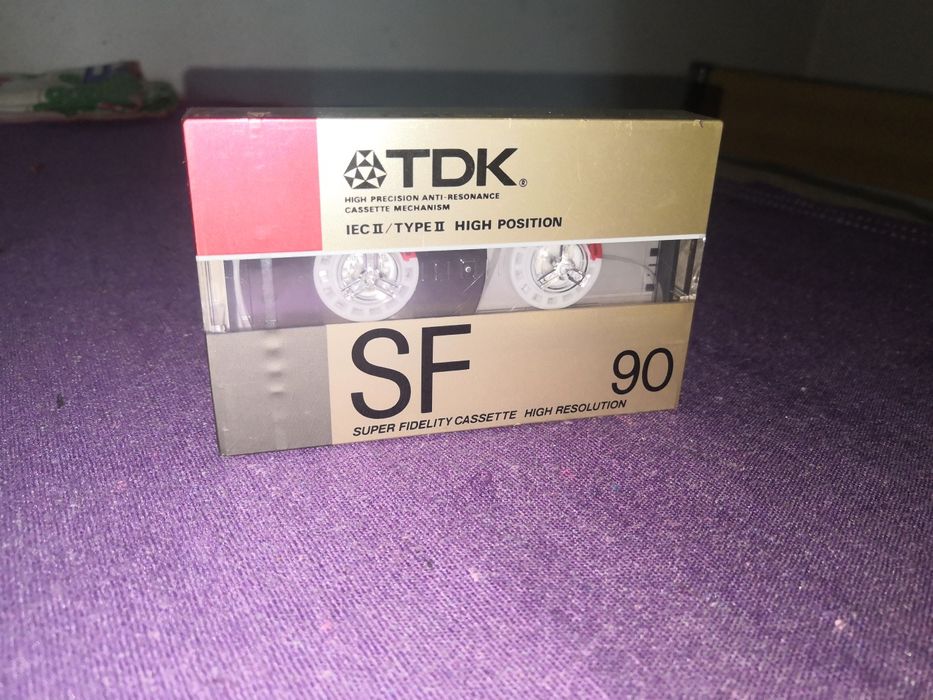 TDK®
HIGH PRECISION ANTI-RESONANCE
CASSETTE MECHANISM
IEC II/TYPE II HIGH POSITION
SF 90
SUPER FIDELITY CASSETTE HIGH RESOLUTION